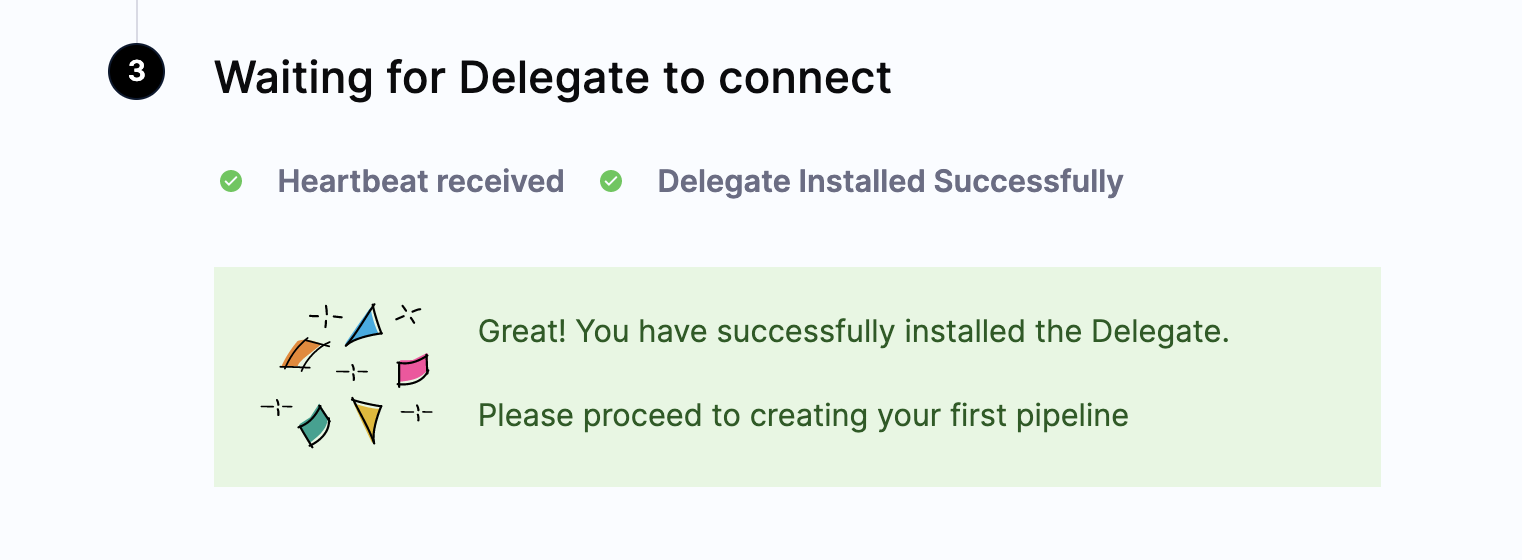 3
Waiting for Delegate to connect
Heartbeat received Delegate Installed Successfully
Great! You have successfully installed the Delegate.
Please proceed to creating your first pipeline